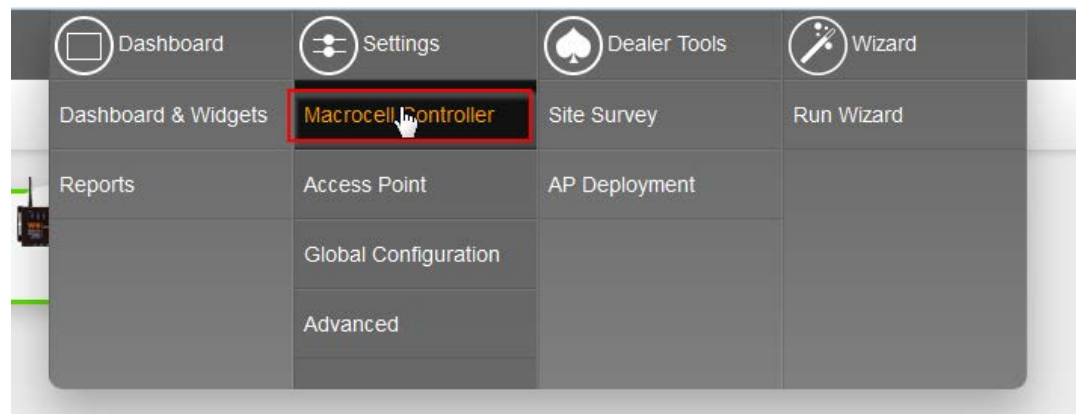 Dashboard
Settings
Dealer Tools
Wizard
Dashboard & Widgets
Macrocell Controller
Site Survey
Run Wizard
Reports
Access Point
AP Deployment
Global Configuration
Advanced